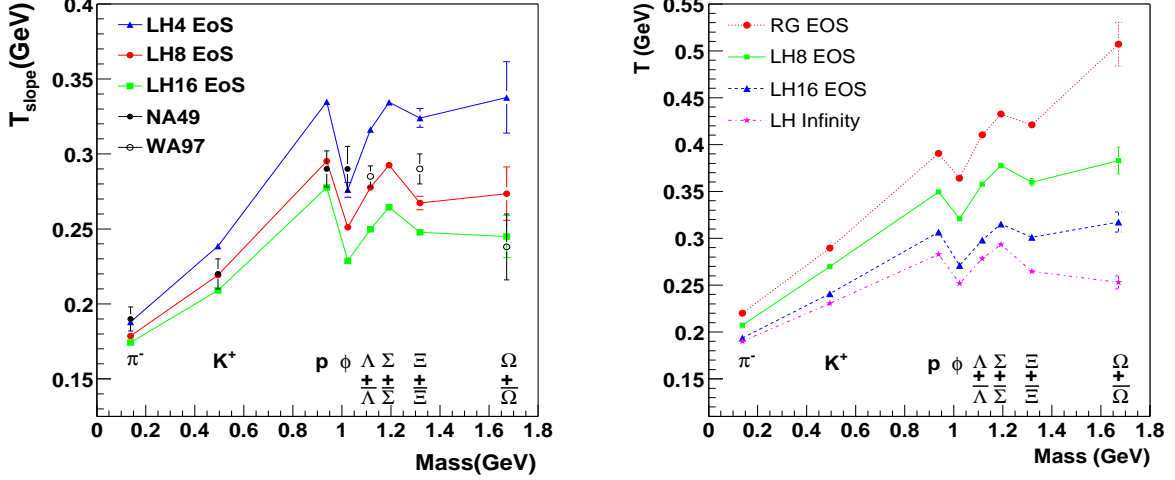 T_slope(GeV)
0.4
0.35
0.3
0.25
0.2
0.15
LH4 EoS
LH8 EoS
LH16 EoS
NA49
WA97
π⁻ K⁺ p ϕ Λ Σ Ξ Ω
+ + + +
Λ̅ Σ̅ Ξ̅ Ω̅
0 0.2 0.4 0.6 0.8 1 1.2 1.4 1.6 1.8
Mass(GeV)
T (GeV)
0.55
0.5
0.45
0.4
0.35
0.3
0.25
0.2
0.15
0.1
RG EOS
LH8 EOS
LH16 EOS
LH Infinity
π⁻ K⁺ p ϕ Λ Σ Ξ Ω
+ + + +
Λ̅ Σ̅ Ξ̅ Ω̅
0 0.2 0.4 0.6 0.8 1 1.2 1.4 1.6 1.8
Mass (GeV)